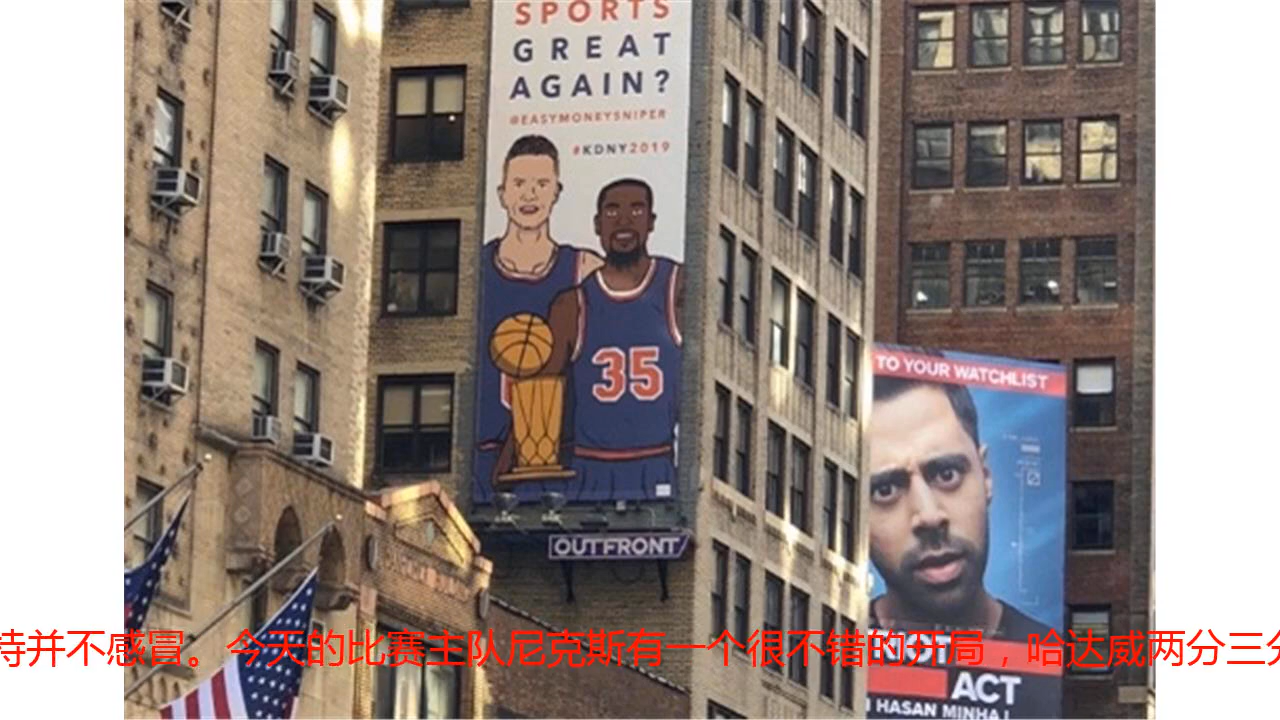 SPORTS
GREAT
AGAIN?
@EASYMONEYSNIPER
#KDNY2019
35
OUTFRONT
TO YOUR WATCHLIST
ACT
HASAN MINHAJ
持并不感冒。今天的比赛主队尼克斯有一个很不错的开局，哈达威两分三分